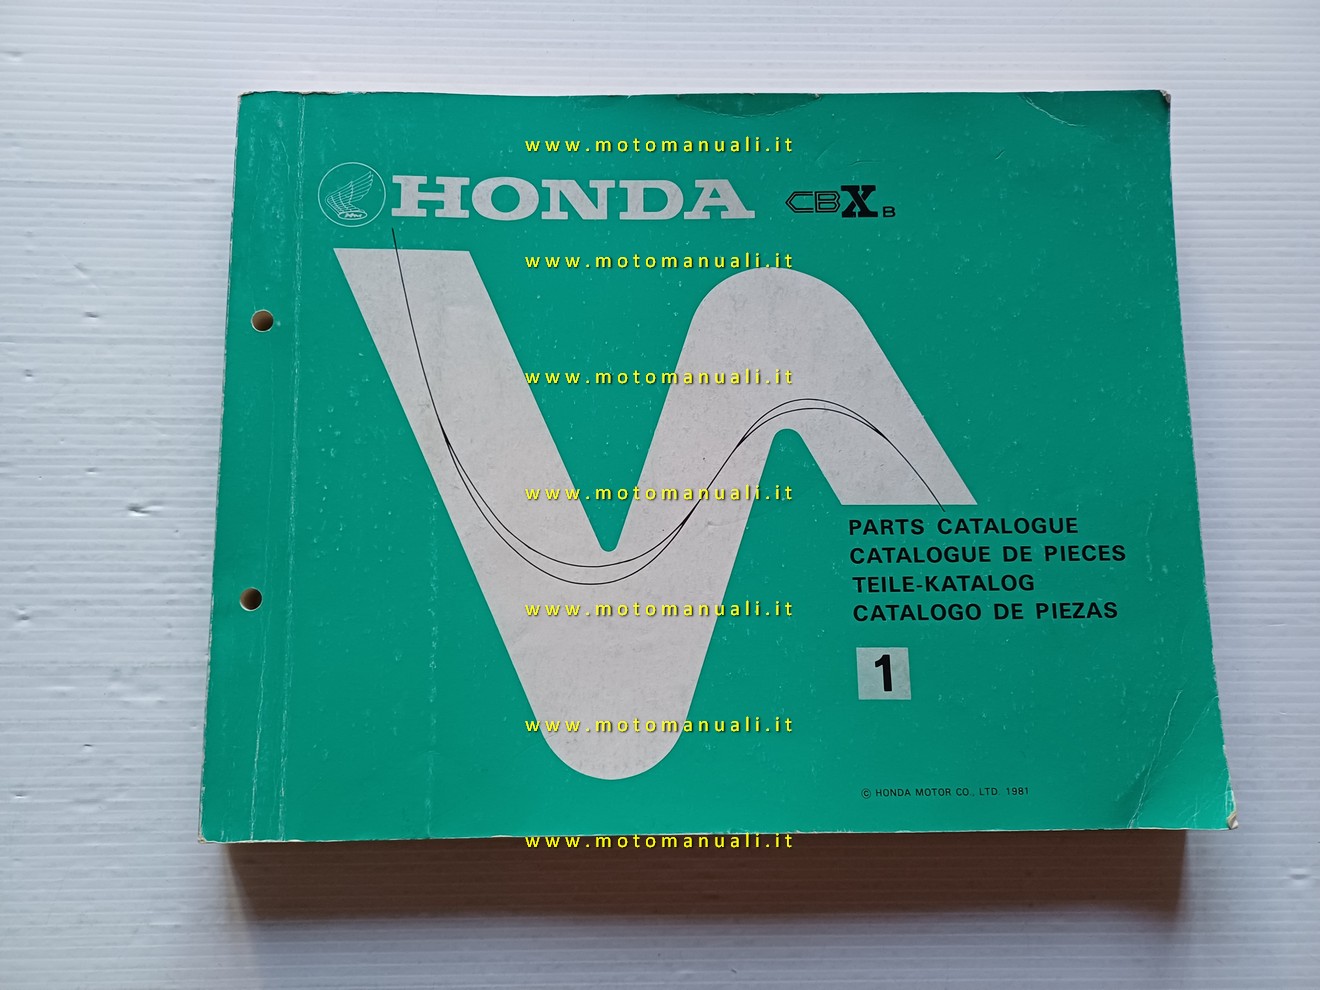 www.motomanuali.it
HONDA CBX B
www.motomanuali.it
www.motomanuali.it
www.motomanuali.it
PARTS CATALOGUE
CATALOGUE DE PIECES
TEILE-KATALOG
www.motomanuali.it
CATALOGO DE PIEZAS
1
www.motomanuali.it
© HONDA MOTOR CO., LTD. 1981
www.motomanuali.it